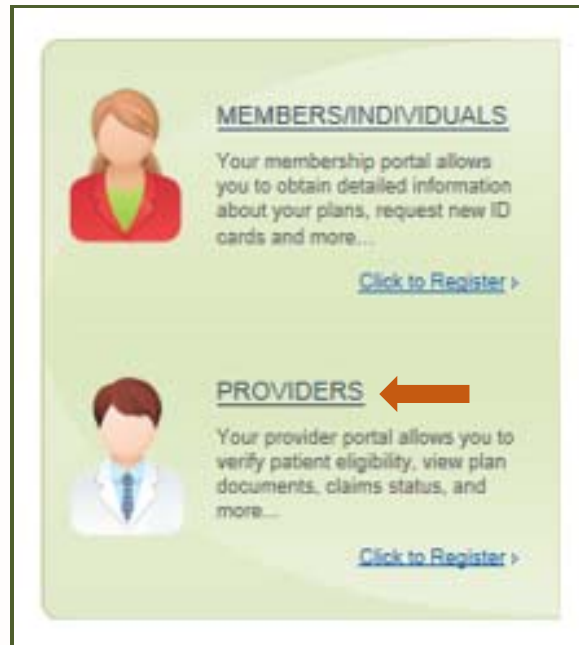 MEMBERS/INDIVIDUALS
Your membership portal allows
you to obtain detailed information
about your plans, request new ID
cards and more...
Click to Register
PROVIDERS
Your provider portal allows you to
verify patient eligibility, view plan
documents, claims status, and
more...
Click to Register